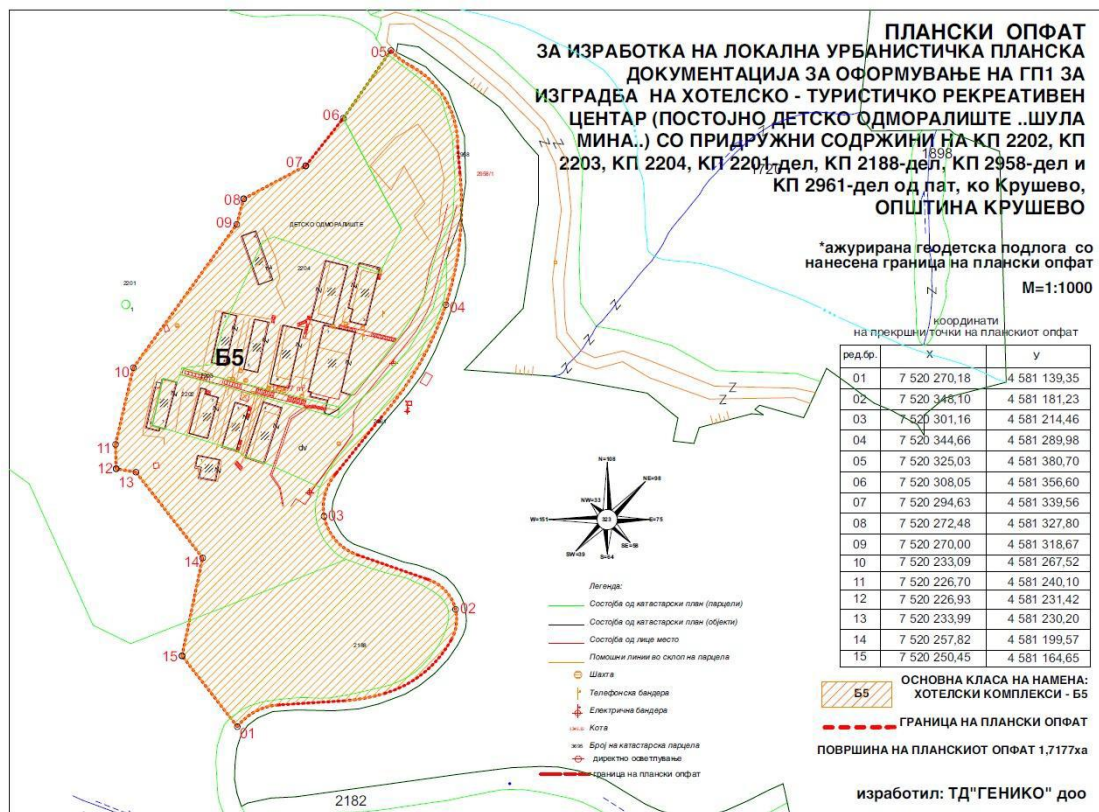 ПЛАНСКИ ОПФАТ
ЗА ИЗРАБОТКА НА ЛОКАЛНА УРБАНИСТИЧКА ПЛАНСКА
ДОКУМЕНТАЦИЈА ЗА ОФОРМУВАЊЕ НА ГП1 ЗА
ИЗГРАДБА НА ХОТЕЛСКО - ТУРИСТИЧКО РЕКРЕАТИВЕН
ЦЕНТАР (ПОСТОЈНО ДЕТСКО ОДМОРАЛИШТЕ ..ШУЛА
МИНА..) СО ПРИДРУЖНИ СОДРЖИНИ НА КП 2202, КП
2203, КП 2204, КП 2201-дел, КП 2188-дел, КП 2958-дел и
КП 2961-дел од пат, ко Крушево,
ОПШТИНА КРУШЕВО
*ажурирана геодетска подлога со
нанесена граница на плански опфат
М=1:1000
1720
1898
координати
на прекршни точки на планскиот опфат
ред.бр. X У
01 7 520 270,18 4 581 139,35
02 7 520 348,10 4 581 181,23
03 7 520 301,16 4 581 214,46
04 7 520 344,66 4 581 289,98
05 7 520 325,03 4 581 380,70
06 7 520 308,05 4 581 356,60
07 7 520 294,63 4 581 339,56
08 7 520 272,48 4 581 327,80
09 7 520 270,00 4 581 318,67
10 7 520 233,09 4 581 267,52
11 7 520 226,70 4 581 240,10
12 7 520 226,93 4 581 231,42
13 7 520 233,99 4 581 230,20
14 7 520 257,82 4 581 199,57
15 7 520 250,45 4 581 164,65
Б5
ОСНОВНА КЛАСА НА НАМЕНА:
ХОТЕЛСКИ КОМПЛЕКСИ - Б5
ГРАНИЦА НА ПЛАНСКИ ОПФАТ
ПОВРШИНА НА ПЛАНСКИОТ ОПФАТ 1,7177ха
изработил: ТД"ГЕНИКО" доо
05
06
07
08
09
04
10
11
12
13
03
14
02
15
01
ДЕТСКО ОДМОРАЛИШТЕ
2958/1
2204
2201
Б5
2202
dv
2188
2182
N=108
NW=33
W=151
323
E=75
S=54
Легенда:
Состојба од катастарски план (парцели)
Состојба од катастарски план (објекти)
Состојба од лице место
Помошни линии во склоп на парцела
Шахта
Телефонска бандера
Електрична бандера
Кота
Број на катастарска парцела
директно осветлување
граница на плански опфат